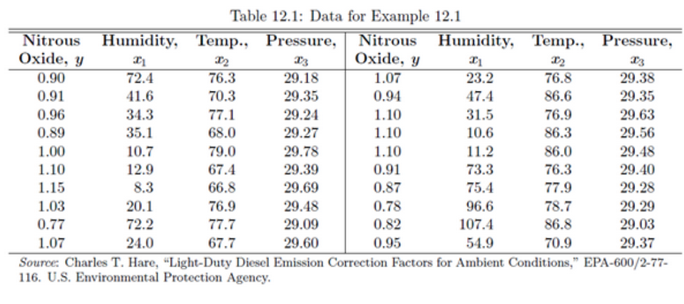 Table 12.1: Data for Example 12.1
Nitrous Humidity, Temp., Pressure, Nitrous Humidity, Temp., Pressure,
Oxide, y x₁ x₂ x₃ Oxide, y x₁ x₂ x₃
0.90 72.4 76.3 29.18 1.07 23.2 76.8 29.38
0.91 41.6 70.3 29.35 0.94 47.4 86.6 29.35
0.96 34.3 77.1 29.24 1.10 31.5 76.9 29.63
0.89 35.1 68.0 29.27 1.10 10.6 86.3 29.56
1.00 10.7 79.0 29.78 1.10 11.2 86.0 29.48
1.10 12.9 67.4 29.39 0.91 73.3 76.3 29.40
1.15 8.3 66.8 29.69 0.87 75.4 77.9 29.28
1.03 20.1 76.9 29.48 0.78 96.6 78.7 29.29
0.77 72.2 77.7 29.09 0.82 107.4 86.8 29.03
1.07 24.0 67.7 29.60 0.95 54.9 70.9 29.37
Source: Charles T. Hare, “Light-Duty Diesel Emission Correction Factors for Ambient Conditions,” EPA-600/2-77-
116. U.S. Environmental Protection Agency.